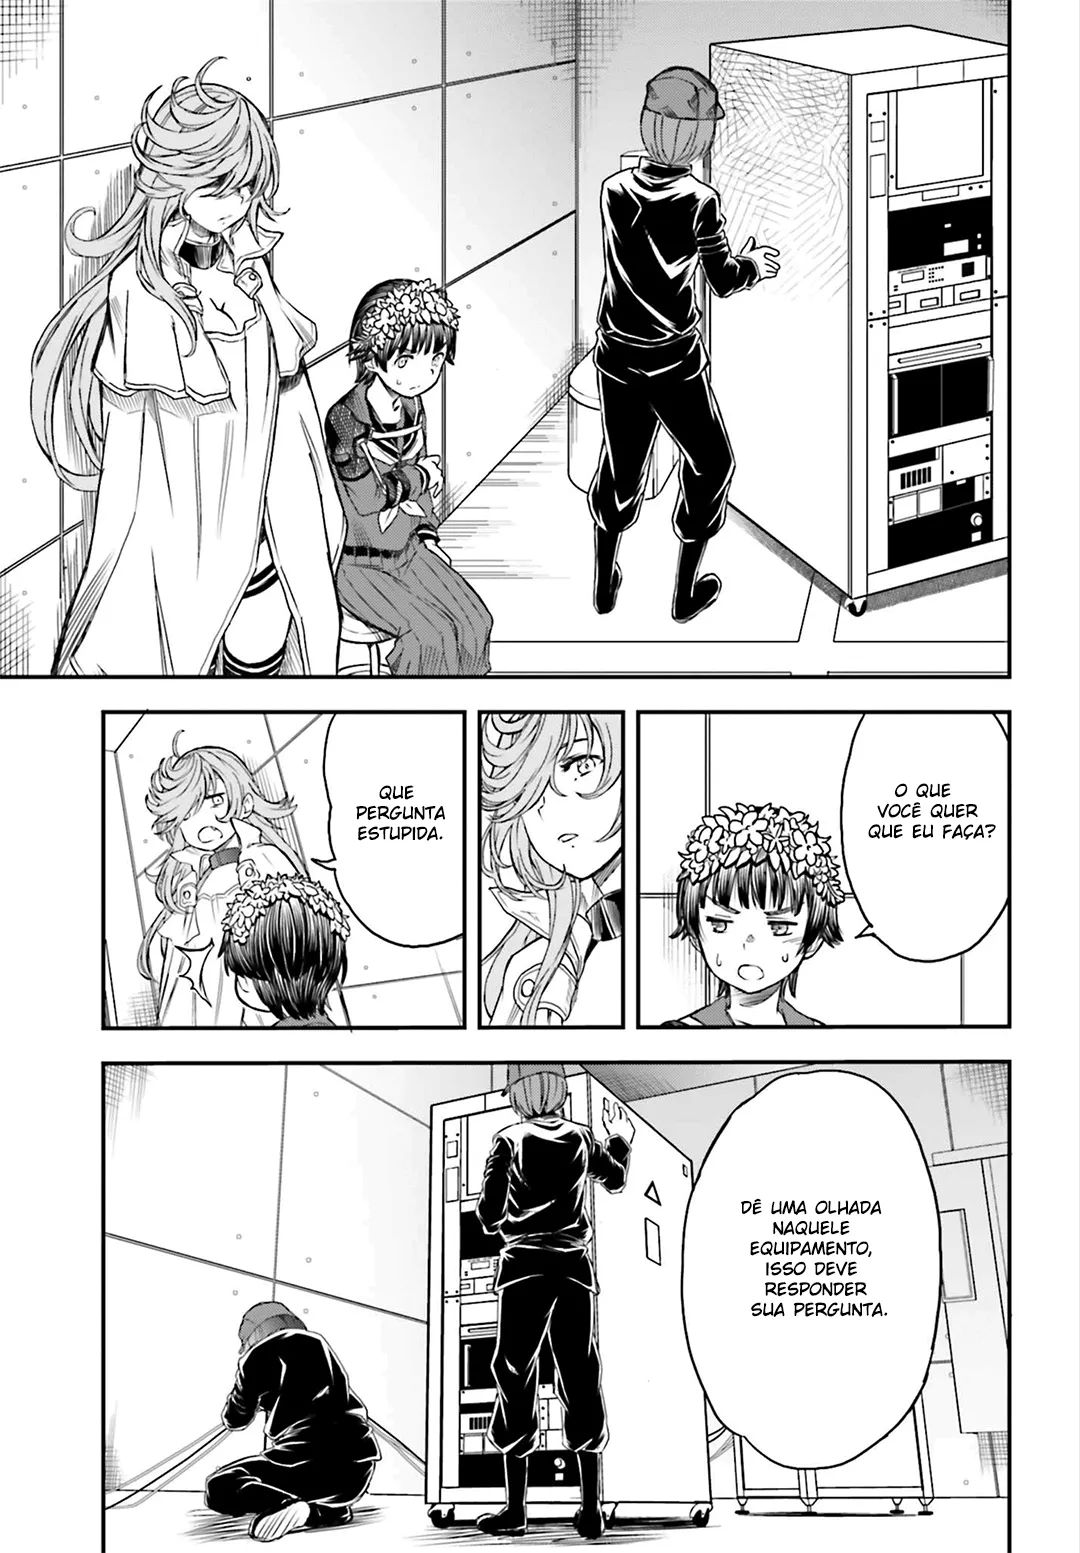 O QUE
VOCÊ QUER
QUE EU FAÇA?
QUE
PERGUNTA
ESTUPIDA.
DÊ UMA OLHADA
NAQUELE
EQUIPAMENTO,
ISSO DEVE
RESPONDER
SUA PERGUNTA.